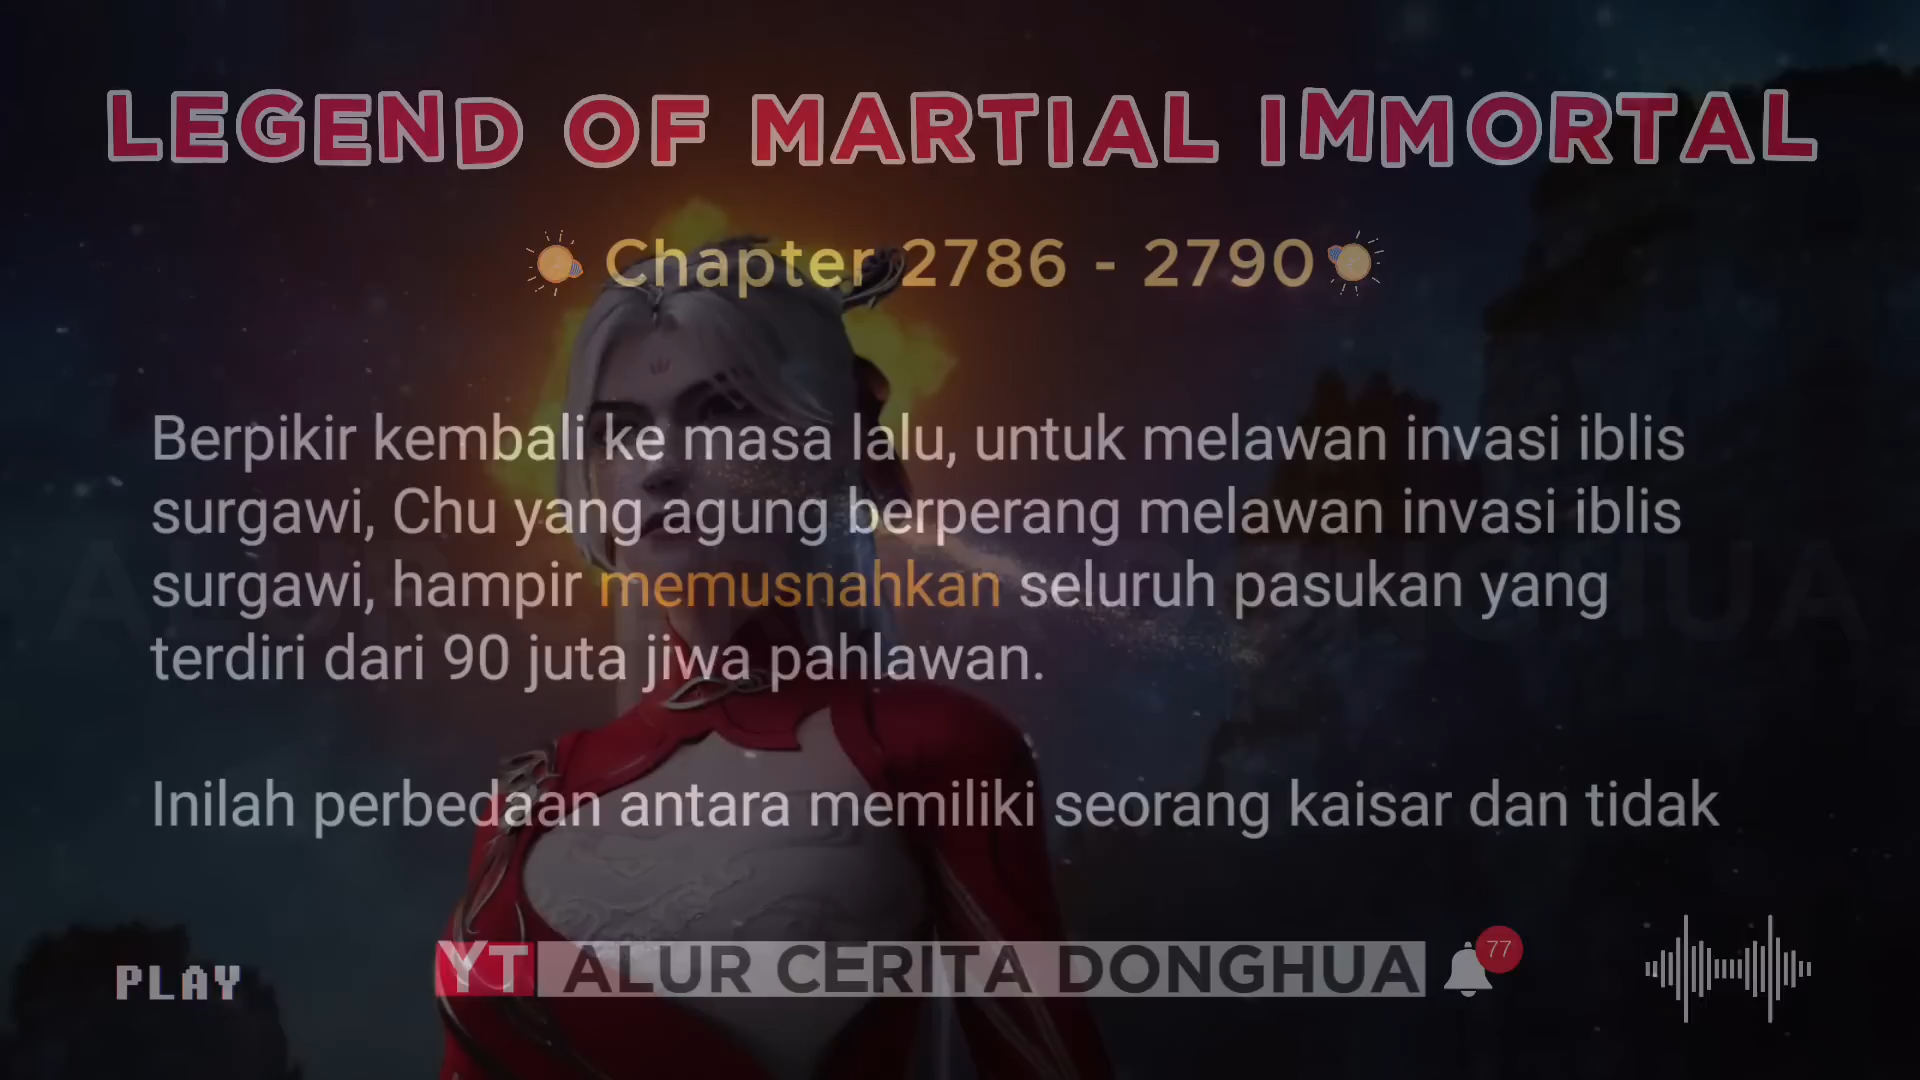 LEGEND OF MARTIAL IMMORTAL
Chapter 2786 - 2790
Berpikir kembali ke masa lalu, untuk melawan invasi iblis
surgawi, Chu yang agung berperang melawan invasi iblis
surgawi, hampir memusnahkan seluruh pasukan yang
terdiri dari 90 juta jiwa pahlawan.
Inilah perbedaan antara memiliki seorang kaisar dan tidak
PLAY
YT ALUR CERITA DONGHUA
77